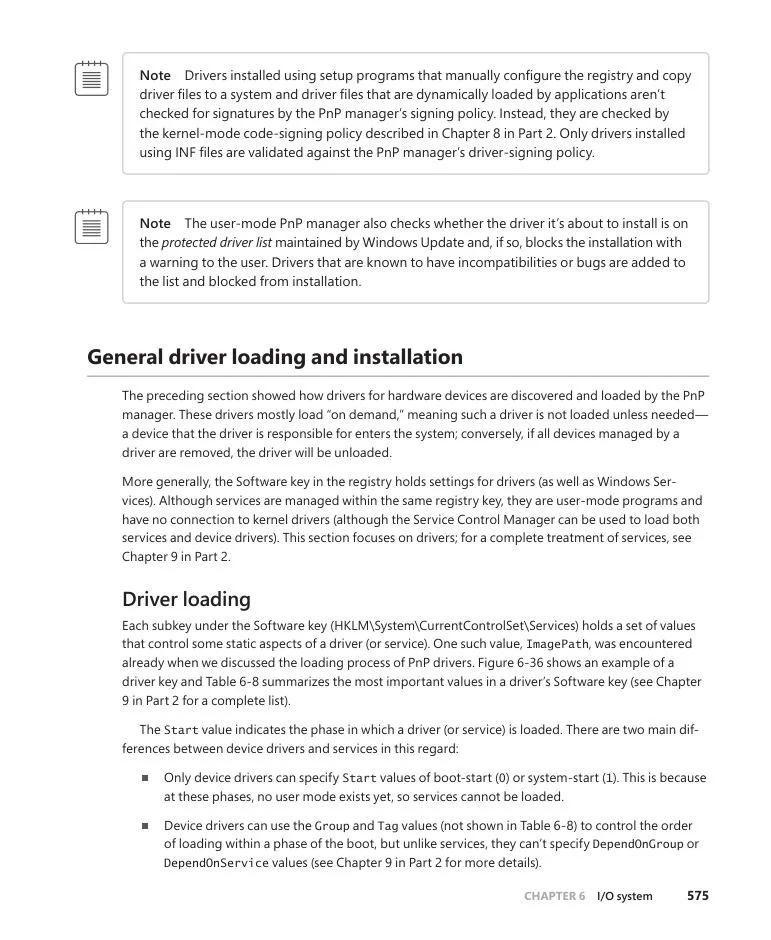 Note Drivers installed using setup programs that manually configure the registry and copy
driver files to a system and driver files that are dynamically loaded by applications aren’t
checked for signatures by the PnP manager’s signing policy. Instead, they are checked by
the kernel-mode code-signing policy described in Chapter 8 in Part 2. Only drivers installed
using INF files are validated against the PnP manager’s driver-signing policy.
Note The user-mode PnP manager also checks whether the driver it’s about to install is on
the protected driver list maintained by Windows Update and, if so, blocks the installation with
a warning to the user. Drivers that are known to have incompatibilities or bugs are added to
the list and blocked from installation.
General driver loading and installation
The preceding section showed how drivers for hardware devices are discovered and loaded by the PnP
manager. These drivers mostly load “on demand,” meaning such a driver is not loaded unless needed—
a device that the driver is responsible for enters the system; conversely, if all devices managed by a
driver are removed, the driver will be unloaded.
More generally, the Software key in the registry holds settings for drivers (as well as Windows Ser-
vices). Although services are managed within the same registry key, they are user-mode programs and
have no connection to kernel drivers (although the Service Control Manager can be used to load both
services and device drivers). This section focuses on drivers; for a complete treatment of services, see
Chapter 9 in Part 2.
Driver loading
Each subkey under the Software key (HKLM\System\CurrentControlSet\Services) holds a set of values
that control some static aspects of a driver (or service). One such value, ImagePath, was encountered
already when we discussed the loading process of PnP drivers. Figure 6-36 shows an example of a
driver key and Table 6-8 summarizes the most important values in a driver’s Software key (see Chapter
9 in Part 2 for a complete list).
The Start value indicates the phase in which a driver (or service) is loaded. There are two main dif-
ferences between device drivers and services in this regard:
■ Only device drivers can specify Start values of boot-start (0) or system-start (1). This is because
at these phases, no user mode exists yet, so services cannot be loaded.
■ Device drivers can use the Group and Tag values (not shown in Table 6-8) to control the order
of loading within a phase of the boot, but unlike services, they can’t specify DependOnGroup or
DependOnService values (see Chapter 9 in Part 2 for more details).
CHAPTER 6 I/O system 575